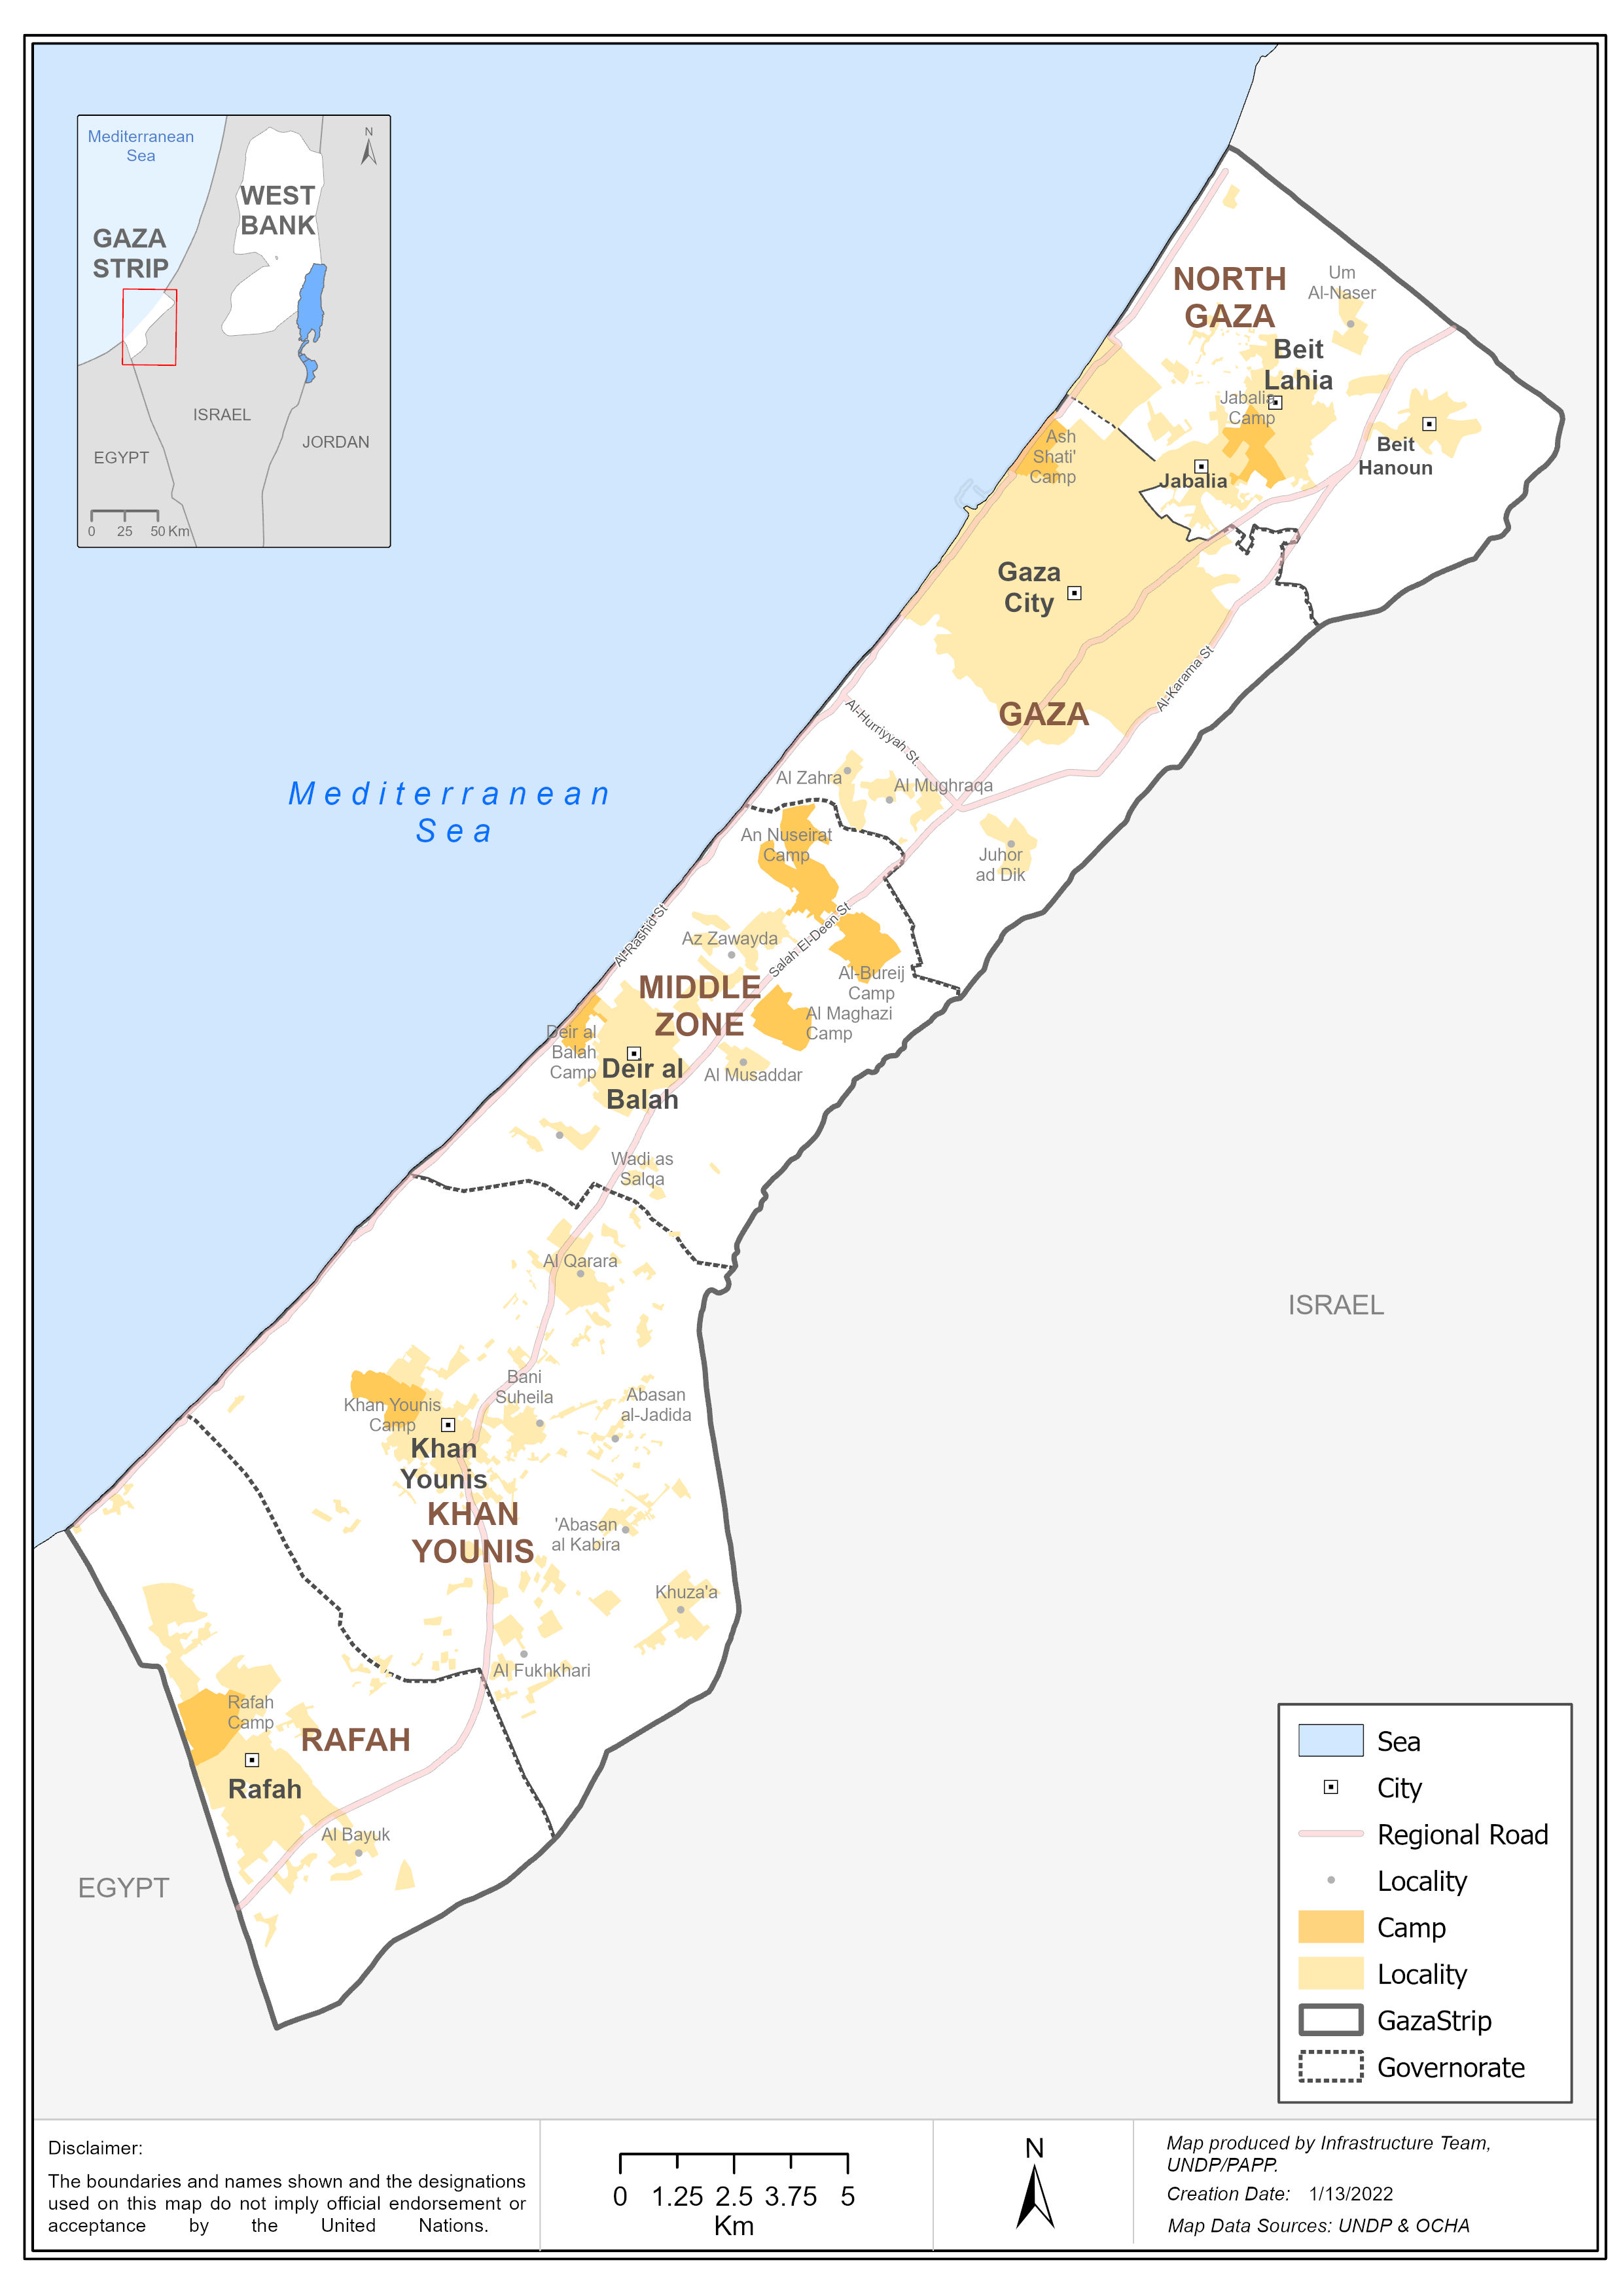 Mediterranean
Sea
N
WEST
BANK
GAZA
STRIP
ISRAEL
JORDAN
EGYPT
0 25 50 Km
NORTH
GAZA
Um
Al-Naser
Beit
Lahia
Jabalia
Camp
Beit
Hanoun
Jabalia
Ash
Shati'
Camp
Gaza
City
GAZA
Al-Karama St
Al-Hurriyyah St.
Al Zahra
Al Mughraqa
Mediterranean
Sea
An Nuseirat
Camp
Juhor
ad Dik
Al-Rashid St
Az Zawayda
Salah El-Deen St
Al-Bureij
Camp
MIDDLE
ZONE
Al Maghazi
Camp
Deir al
Balah
Camp
Deir al
Balah
Al Musaddar
Wadi as
Salqa
Al Qarara
ISRAEL
Bani
Suheila
Abasan
al-Jadida
Khan Younis
Camp
Khan
Younis
KHAN
YOUNIS
'Abasan
al Kabira
Khuza'a
Al Fukhkhari
Rafah
Camp
RAFAH
Rafah
Al Bayuk
EGYPT
Sea
City
Regional Road
Locality
Camp
Locality
GazaStrip
Governorate
Disclaimer:
The boundaries and names shown and the designations
used on this map do not imply official endorsement or
acceptance by the United Nations.
0 1.25 2.5 3.75 5
Km
N
Map produced by Infrastructure Team,
UNDP/PAPP.
Creation Date: 1/13/2022
Map Data Sources: UNDP & OCHA